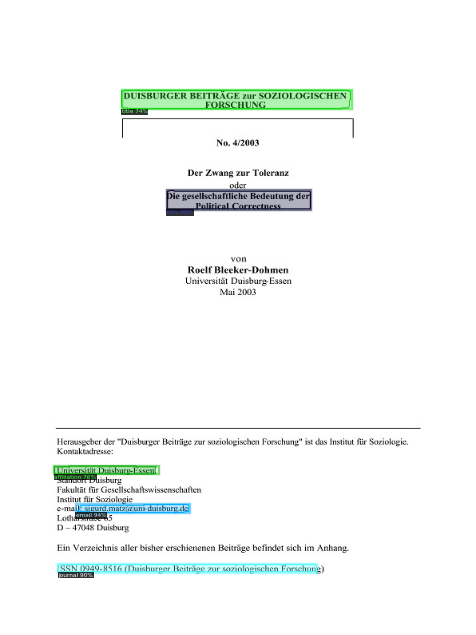 DUISBURGER BEITRÄGE zur SOZIOLOGISCHEN
FORSCHUNG
No. 4/2003
Der Zwang zur Toleranz
oder
Die gesellschaftliche Bedeutung der
Political Correctness
von
Roelf Bleeker-Dohmen
Universität Duisburg-Essen
Mai 2003
Herausgeber der "Duisburger Beiträge zur soziologischen Forschung" ist das Institut für Soziologie.
Kontaktadresse:
Universität Duisburg-Essen
Standort Duisburg
Fakultät für Gesellschaftswissenschaften
Institut für Soziologie
e-mail: sigurd.matz@uni-duisburg.de
email 94%
Lotharstraße 65
D – 47048 Duisburg
Ein Verzeichnis aller bisher erschienenen Beiträge befindet sich im Anhang.
ISSN 0949-8516 (Duisburger Beiträge zur soziologischen Forschung)
journal 90%